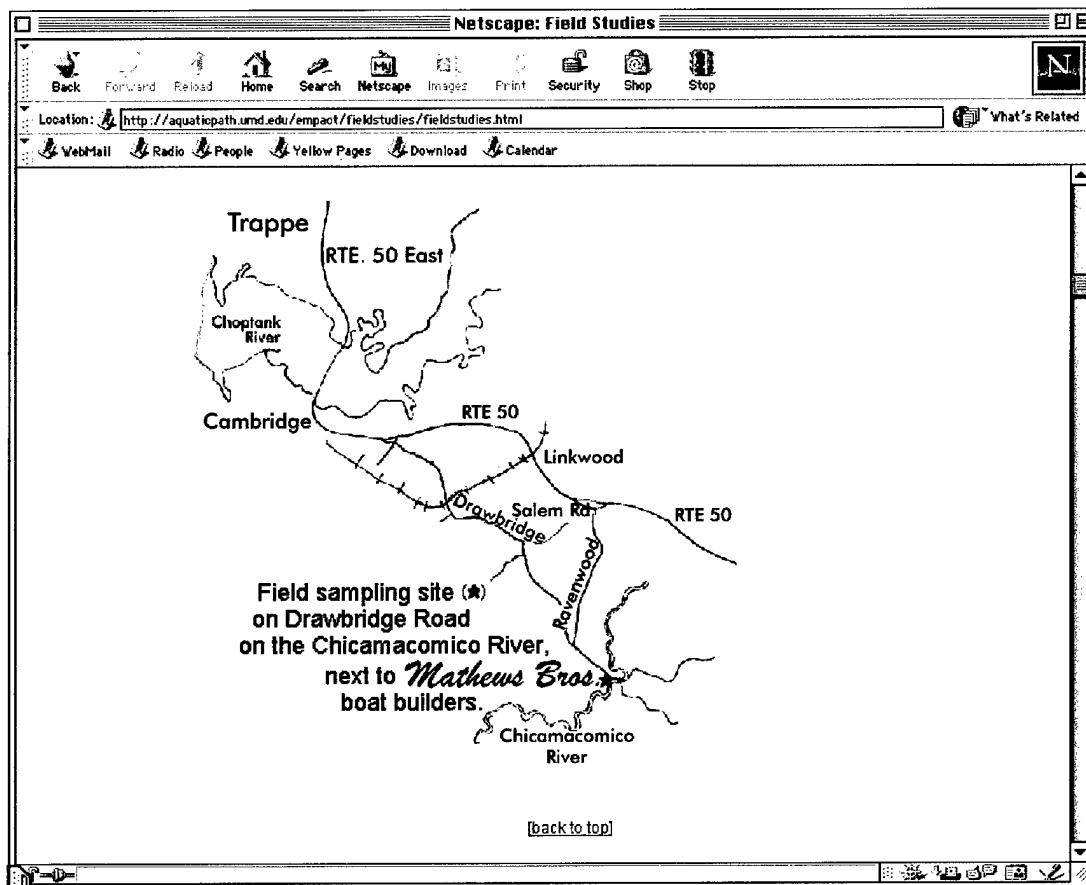 Netscape: Field Studies
Back Forward Reload Home Search Netscape Images Print Security Shop Stop
My
N
Location: http://aquaticpath.umd.edu/empact/fieldstudies/fieldstudies.html What's Related
WebMail Radio People Yellow Pages Download Calendar
Trappe
RTE. 50 East
Choptank
River
Cambridge
RTE 50
Linkwood
Drawbridge
Salem Rd
RTE 50
Ravenwood
Field sampling site (★)
on Drawbridge Road
on the Chicamacomico River,
next to Mathews Bros.
boat builders.
Chicamacomico
River
[back to top]